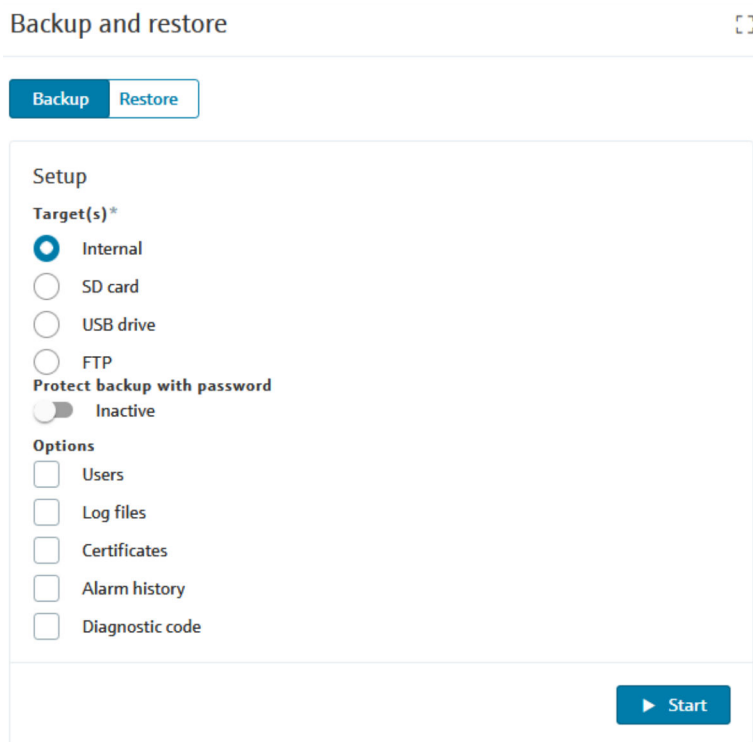 Backup and restore
Backup Restore
Setup
Target(s)*
Internal
SD card
USB drive
FTP
Protect backup with password
Inactive
Options
Users
Log files
Certificates
Alarm history
Diagnostic code
Start